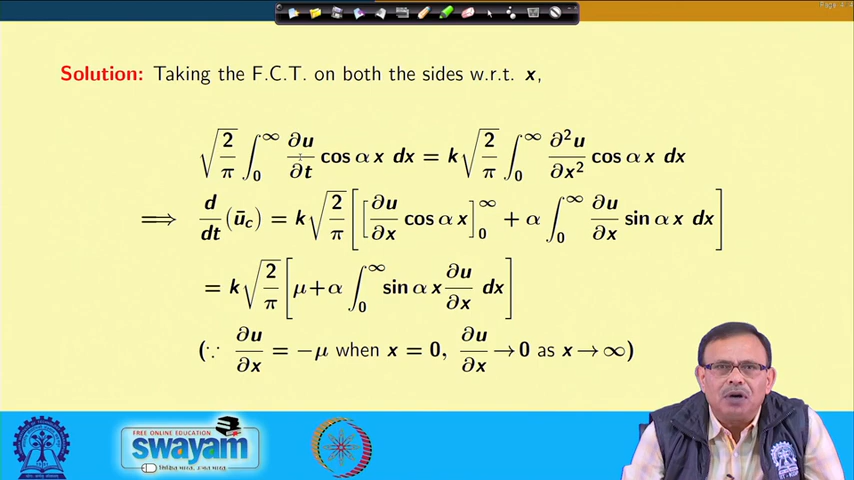 Solution: Taking the F.C.T. on both the sides w.r.t. x,
√(2/π) ∫₀^∞ ∂u/∂t cos αx dx = k√(2/π) ∫₀^∞ ∂²u/∂x² cos αx dx
⟹ d/dt (ū_c) = k√(2/π) [ [∂u/∂x cos αx]₀^∞ + α ∫₀^∞ ∂u/∂x sin αx dx ]
= k√(2/π) [ μ + α ∫₀^∞ sin αx ∂u/∂x dx ]
(∵ ∂u/∂x = −μ when x = 0, ∂u/∂x → 0 as x → ∞)
FREE ONLINE EDUCATION
swayam